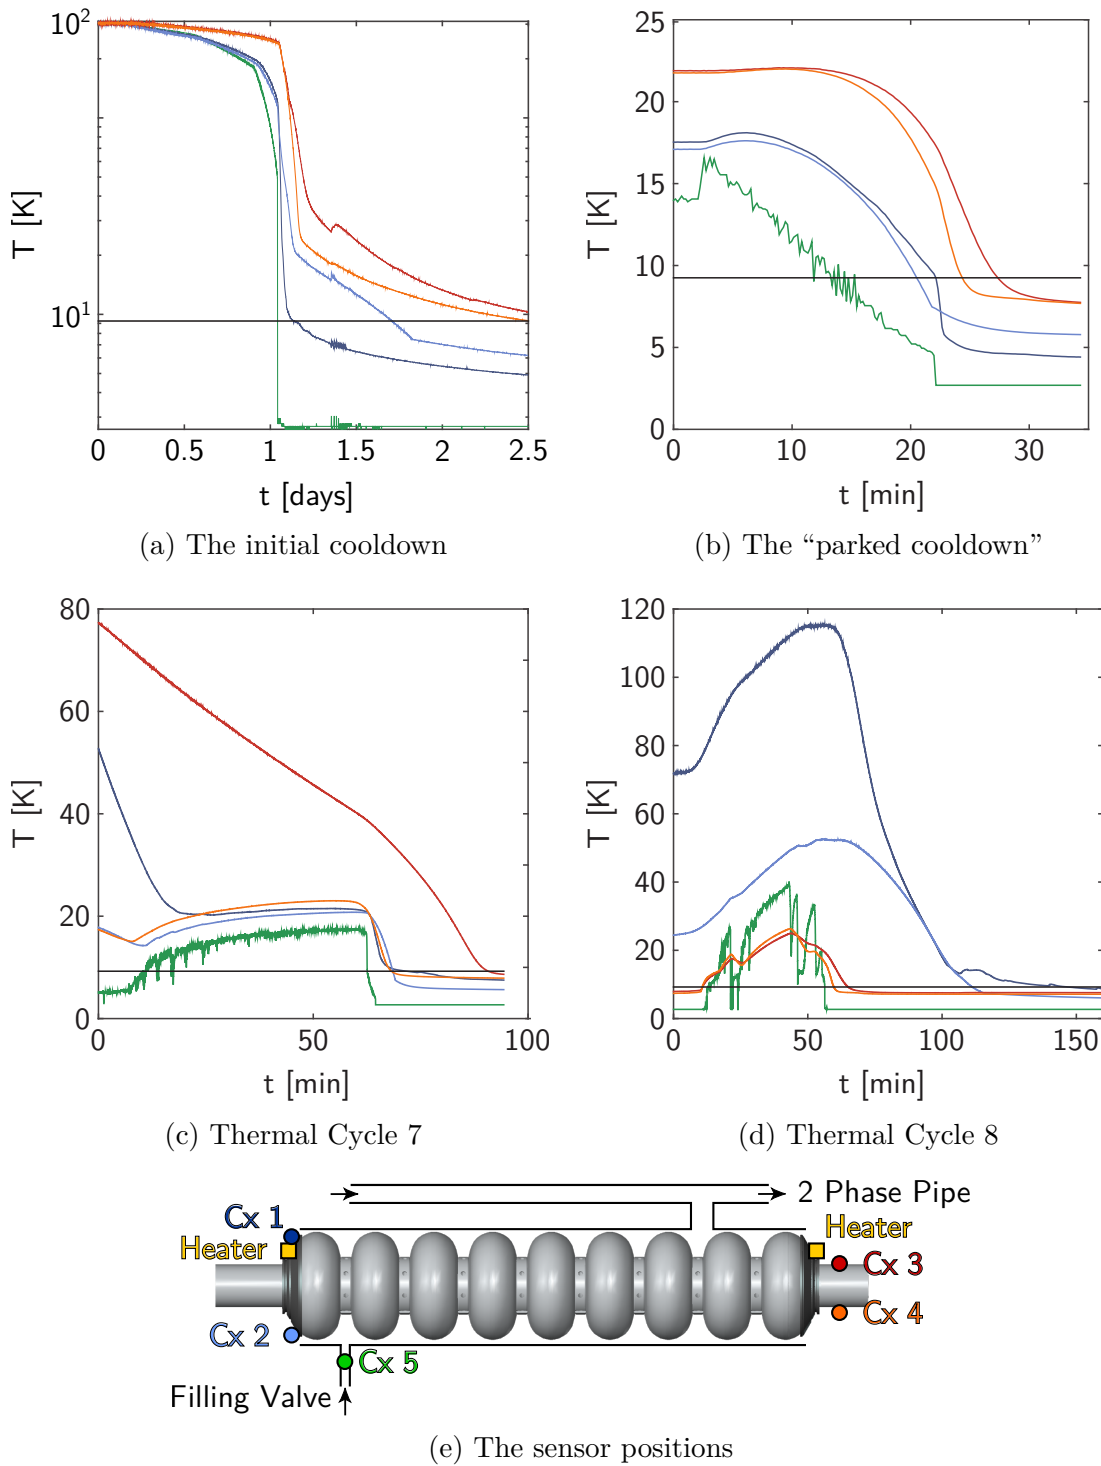 10²
10¹
T [K]
0 0.5 1 1.5 2 2.5
t [days]
(a) The initial cooldown
25
20
15
10
5
0
T [K]
0 10 20 30
t [min]
(b) The “parked cooldown”
80
60
40
20
0
T [K]
0 50 100
t [min]
(c) Thermal Cycle 7
120
100
80
60
40
20
0
T [K]
0 50 100 150
t [min]
(d) Thermal Cycle 8
2 Phase Pipe
Cx 1
Heater
Heater
Cx 3
Cx 4
Cx 2
Cx 5
Filling Valve
(e) The sensor positions